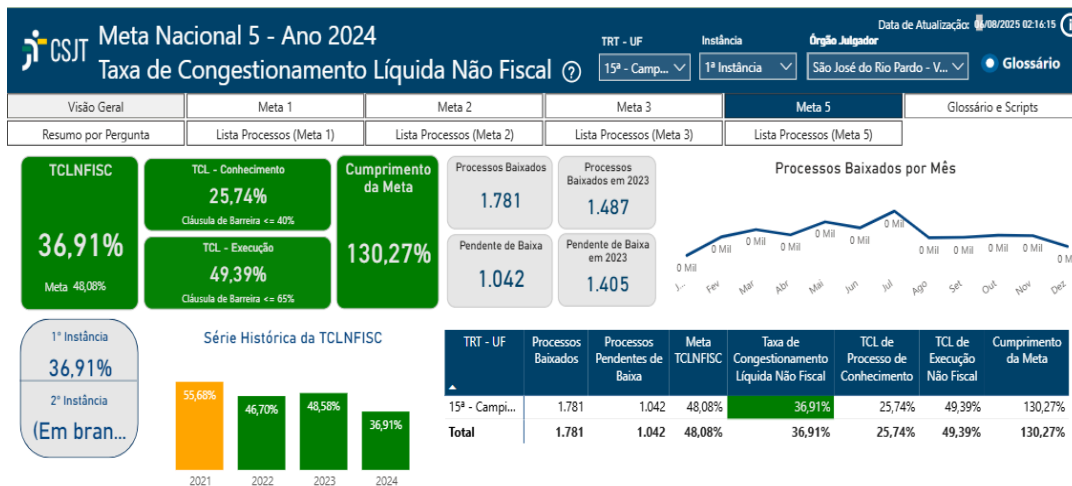 CSJT
Meta Nacional 5 - Ano 2024
Taxa de Congestionamento Líquida Não Fiscal ?
Data de Atualização: 06/08/2025 02:16:15
TRT - UF
Instância
Órgão Julgador
15ª - Camp...
1ª Instância
São José do Rio Pardo - V...
Glossário
Visão Geral
Meta 1
Meta 2
Meta 3
Meta 5
Glossário e Scripts
Resumo por Pergunta
Lista Processos (Meta 1)
Lista Processos (Meta 2)
Lista Processos (Meta 3)
Lista Processos (Meta 5)
TCLNFISC
36,91%
Meta 48,08%
TCL - Conhecimento
25,74%
Cláusula de Barreira <= 40%
TCL - Execução
49,39%
Cláusula de Barreira <= 65%
Cumprimento
da Meta
130,27%
Processos Baixados
1.781
Processos
Baixados em 2023
1.487
Pendente de Baixa
1.042
Pendente de Baixa
em 2023
1.405
Processos Baixados por Mês
0 Mil
0 Mil
0 Mil
0 Mil
0 Mil
0 Mil
0 Mil
0 Mil
0 Mil
0 Mil
0 Mil
0 M
J... Fev Mar Abr Mai Jun Jul Ago Set Out Nov Dez
1ª Instância
36,91%
2ª Instância
(Em bran...
Série Histórica da TCLNFISC
55,68%
46,70%
48,58%
36,91%
2021 2022 2023 2024
TRT - UF
Processos
Baixados
Processos
Pendentes de
Baixa
Meta
TCLNFISC
Taxa de
Congestionamento
Líquida Não Fiscal
TCL de
Processo de
Conhecimento
TCL de
Execução
Não Fiscal
Cumprimento
da Meta
15ª - Campi... 1.781 1.042 48,08% 36,91% 25,74% 49,39% 130,27%
Total 1.781 1.042 48,08% 36,91% 25,74% 49,39% 130,27%